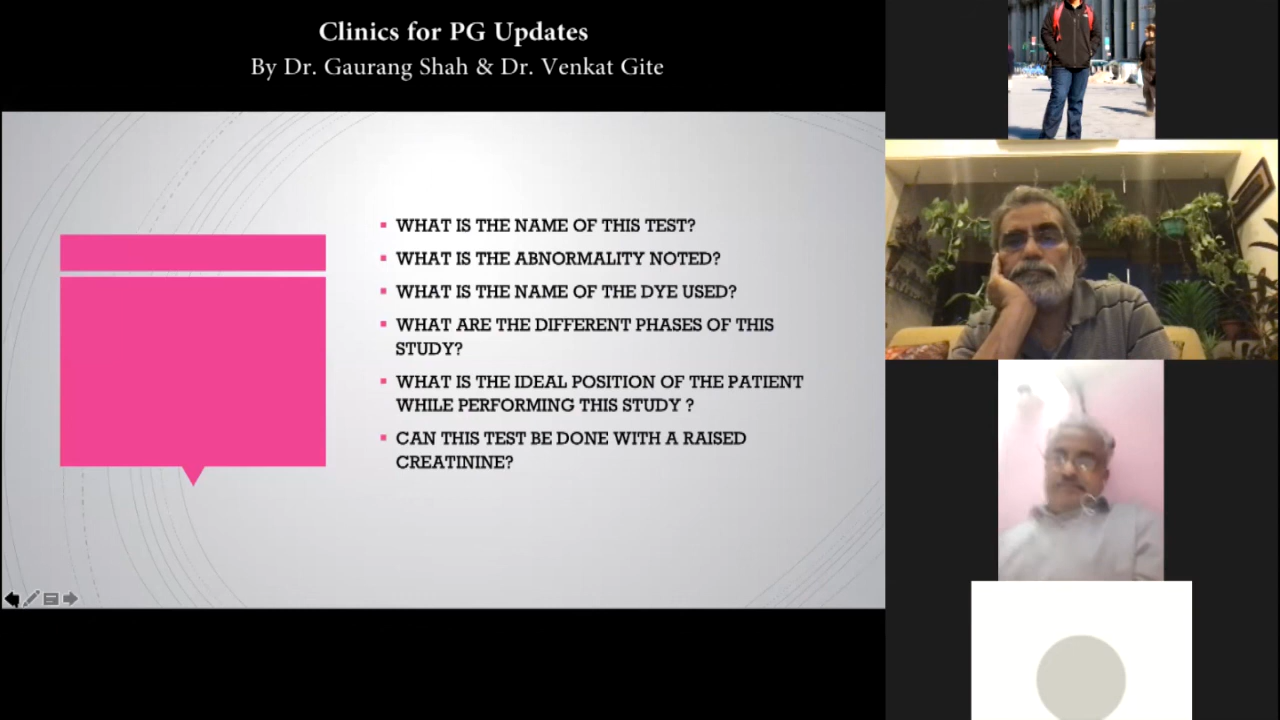 Clinics for PG Updates
By Dr. Gaurang Shah & Dr. Venkat Gite
WHAT IS THE NAME OF THIS TEST?
WHAT IS THE ABNORMALITY NOTED?
WHAT IS THE NAME OF THE DYE USED?
WHAT ARE THE DIFFERENT PHASES OF THIS
STUDY?
WHAT IS THE IDEAL POSITION OF THE PATIENT
WHILE PERFORMING THIS STUDY ?
CAN THIS TEST BE DONE WITH A RAISED
CREATININE?